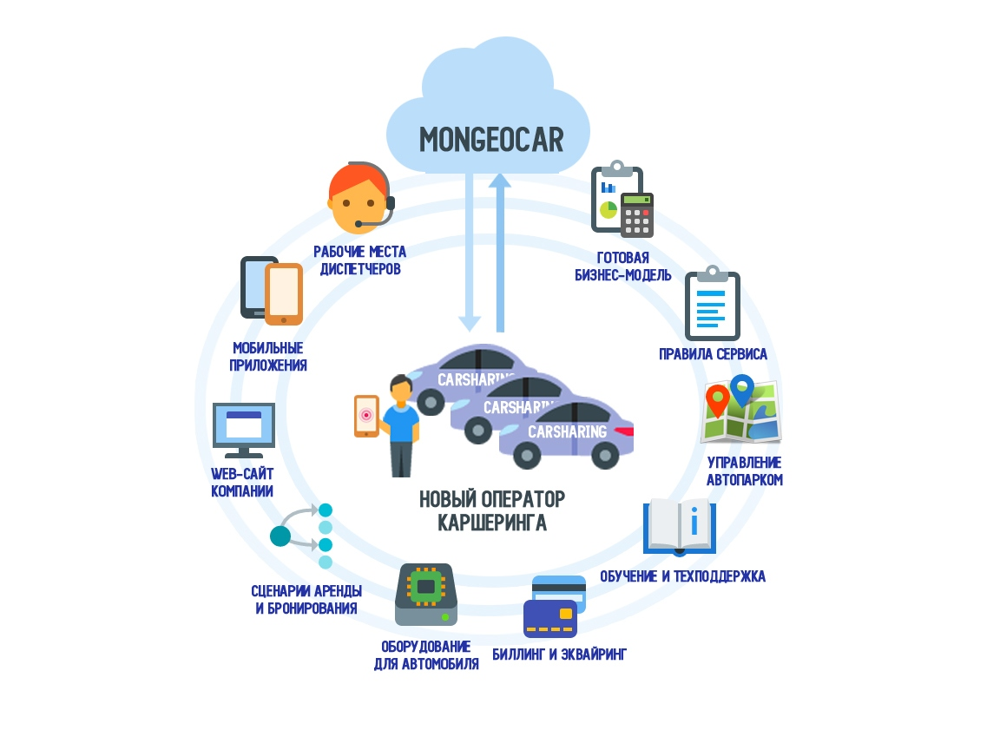 MONGEOCAR
РАБОЧИЕ МЕСТА
ДИСПЕТЧЕРОВ
ГОТОВАЯ
БИЗНЕС-МОДЕЛЬ
МОБИЛЬНЫЕ
ПРИЛОЖЕНИЯ
ПРАВИЛА СЕРВИСА
CARSHARING
CARSHARIN
CARSHARING
WEB-САЙТ
КОМПАНИИ
УПРАВЛЕНИЕ
АВТОПАРКОМ
НОВЫЙ ОПЕРАТОР
КАРШЕРИНГА
СЦЕНАРИИ АРЕНДЫ
И БРОНИРОВАНИЯ
ОБУЧЕНИЕ И ТЕХПОДДЕРЖКА
ОБОРУДОВАНИЕ
ДЛЯ АВТОМОБИЛЯ
БИЛЛИНГ И ЭКВАЙРИНГ